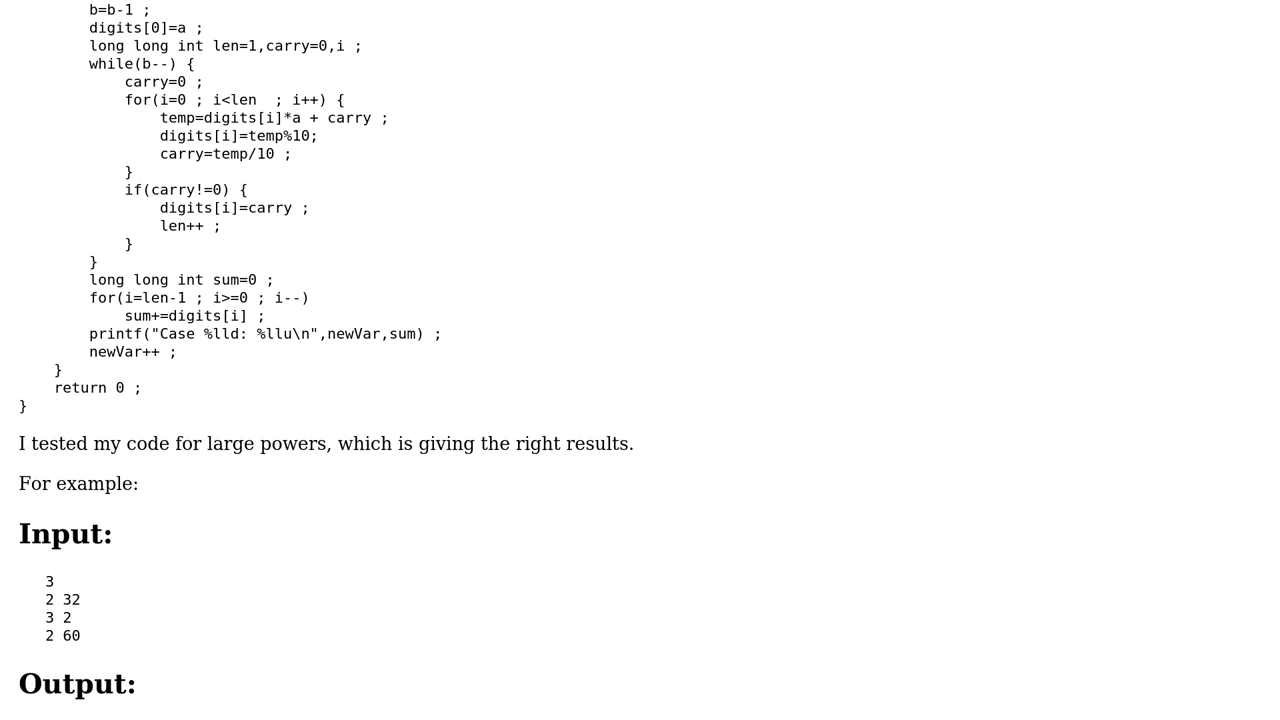 b=b-1 ;
        digits[0]=a ;
        long long int len=1,carry=0,i ;
        while(b--) {
            carry=0 ;
            for(i=0 ; i<len  ; i++) {
                temp=digits[i]*a + carry ;
                digits[i]=temp%10;
                carry=temp/10 ;
            }
            if(carry!=0) {
                digits[i]=carry ;
                len++ ;
            }
        }
        long long int sum=0 ;
        for(i=len-1 ; i>=0 ; i--)
            sum+=digits[i] ;
        printf("Case %lld: %llu\n",newVar,sum) ;
        newVar++ ;
    }
    return 0 ;
}
I tested my code for large powers, which is giving the right results.
For example:
Input:
   3
   2 32
   3 2
   2 60
Output: